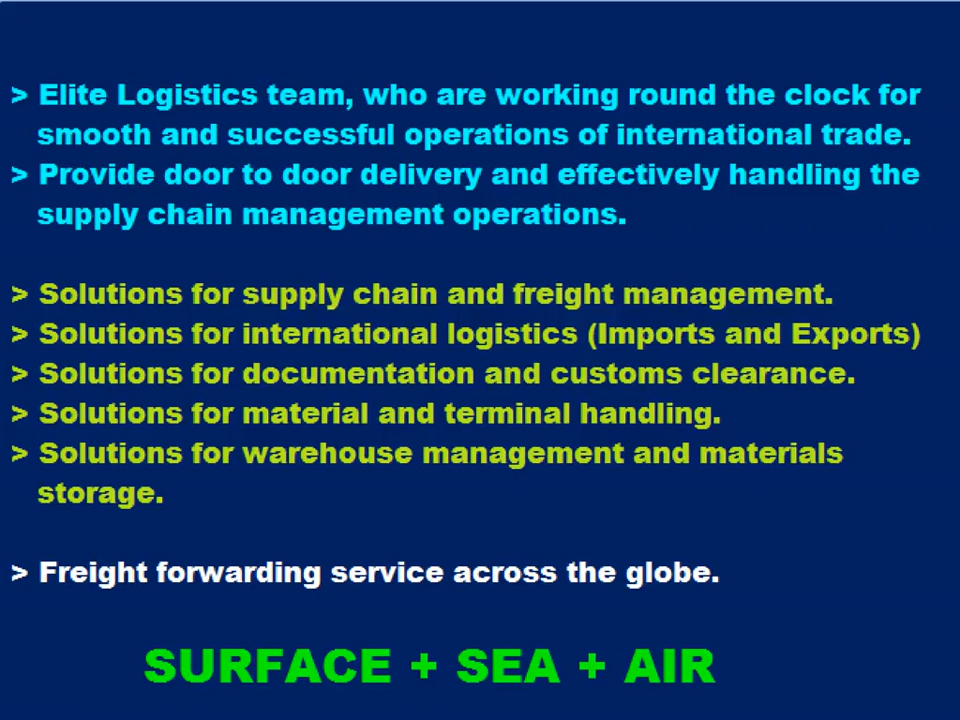 > Elite Logistics team, who are working round the clock for
smooth and successful operations of international trade.
> Provide door to door delivery and effectively handling the
supply chain management operations.
> Solutions for supply chain and freight management.
> Solutions for international logistics (Imports and Exports)
> Solutions for documentation and customs clearance.
> Solutions for material and terminal handling.
> Solutions for warehouse management and materials
storage.
> Freight forwarding service across the globe.
SURFACE + SEA + AIR